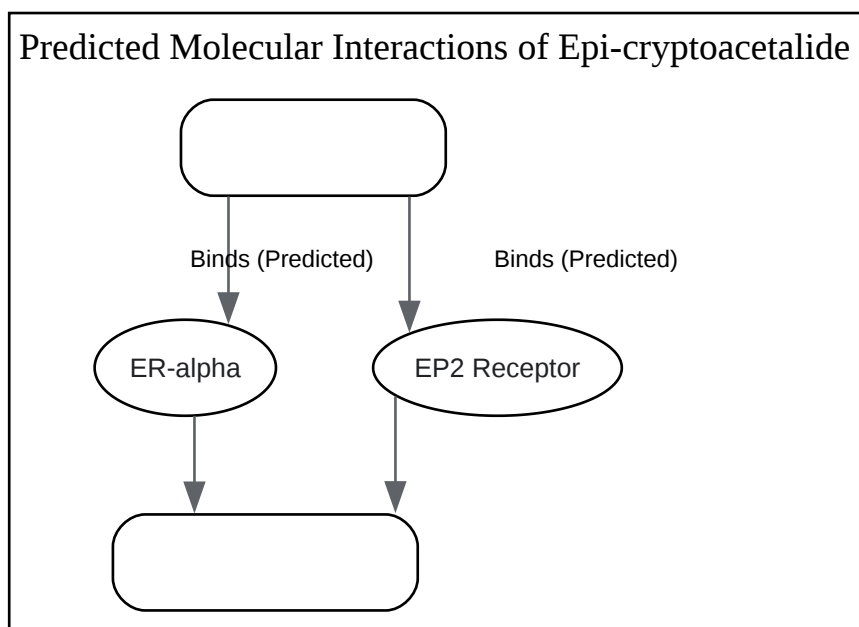 Predicted Molecular Interactions of Epi-cryptoacetalide
Binds (Predicted) Binds (Predicted)
ER-alpha EP2 Receptor